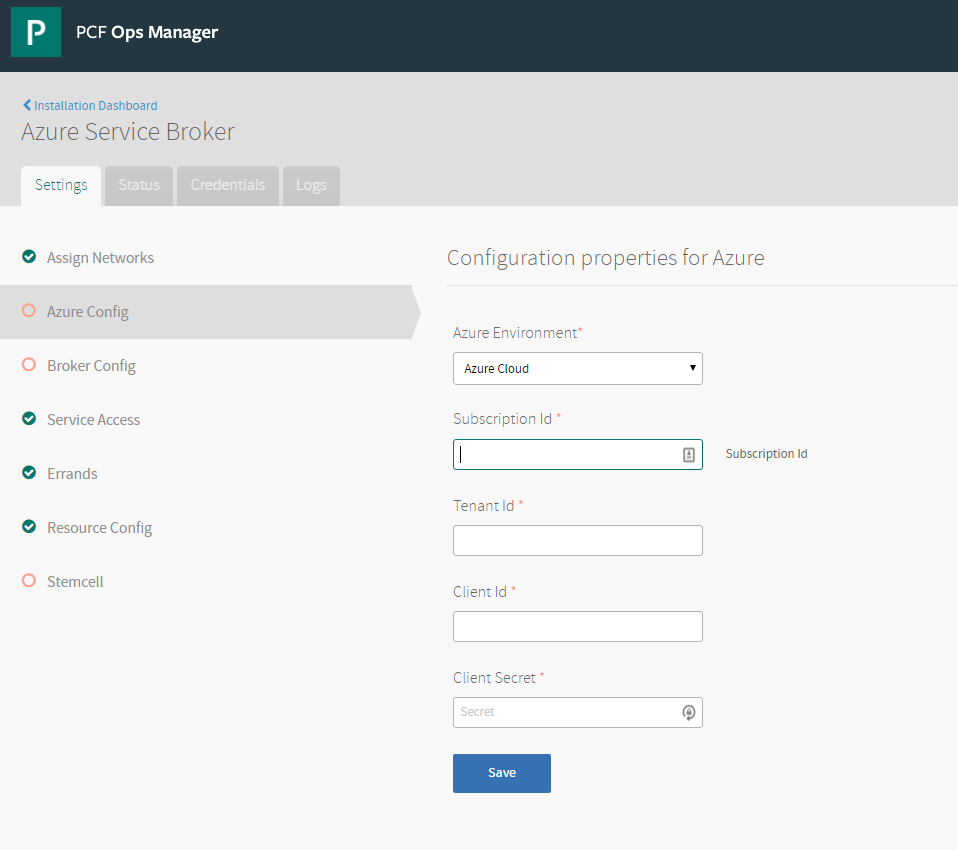 P PCF Ops Manager
Installation Dashboard
Azure Service Broker
Settings Status Credentials Logs
Assign Networks
Azure Config
Broker Config
Service Access
Errands
Resource Config
Stemcell
Configuration properties for Azure
Azure Environment*
Azure Cloud
Subscription Id *
Subscription Id
Tenant Id *
Client Id *
Client Secret *
Secret
Save